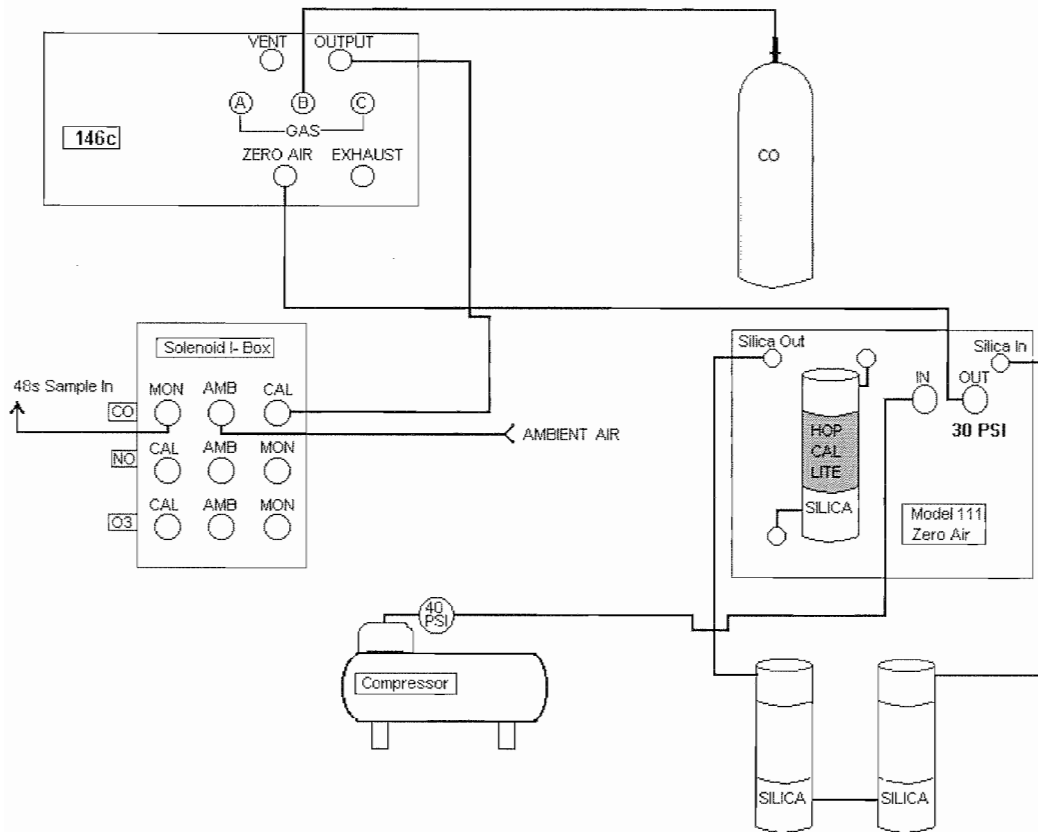 VENT
OUTPUT
A
B
C
GAS
146c
ZERO AIR
EXHAUST
CO
Solenoid I- Box
48s Sample In
MON
AMB
CAL
CO
AMBIENT AIR
NO
CAL
AMB
MON
O3
CAL
AMB
MON
Silica Out
Silica In
IN
OUT
30 PSI
HOP
CAL
LITE
SILICA
Model 111
Zero Air
40
PSI
Compressor
SILICA
SILICA